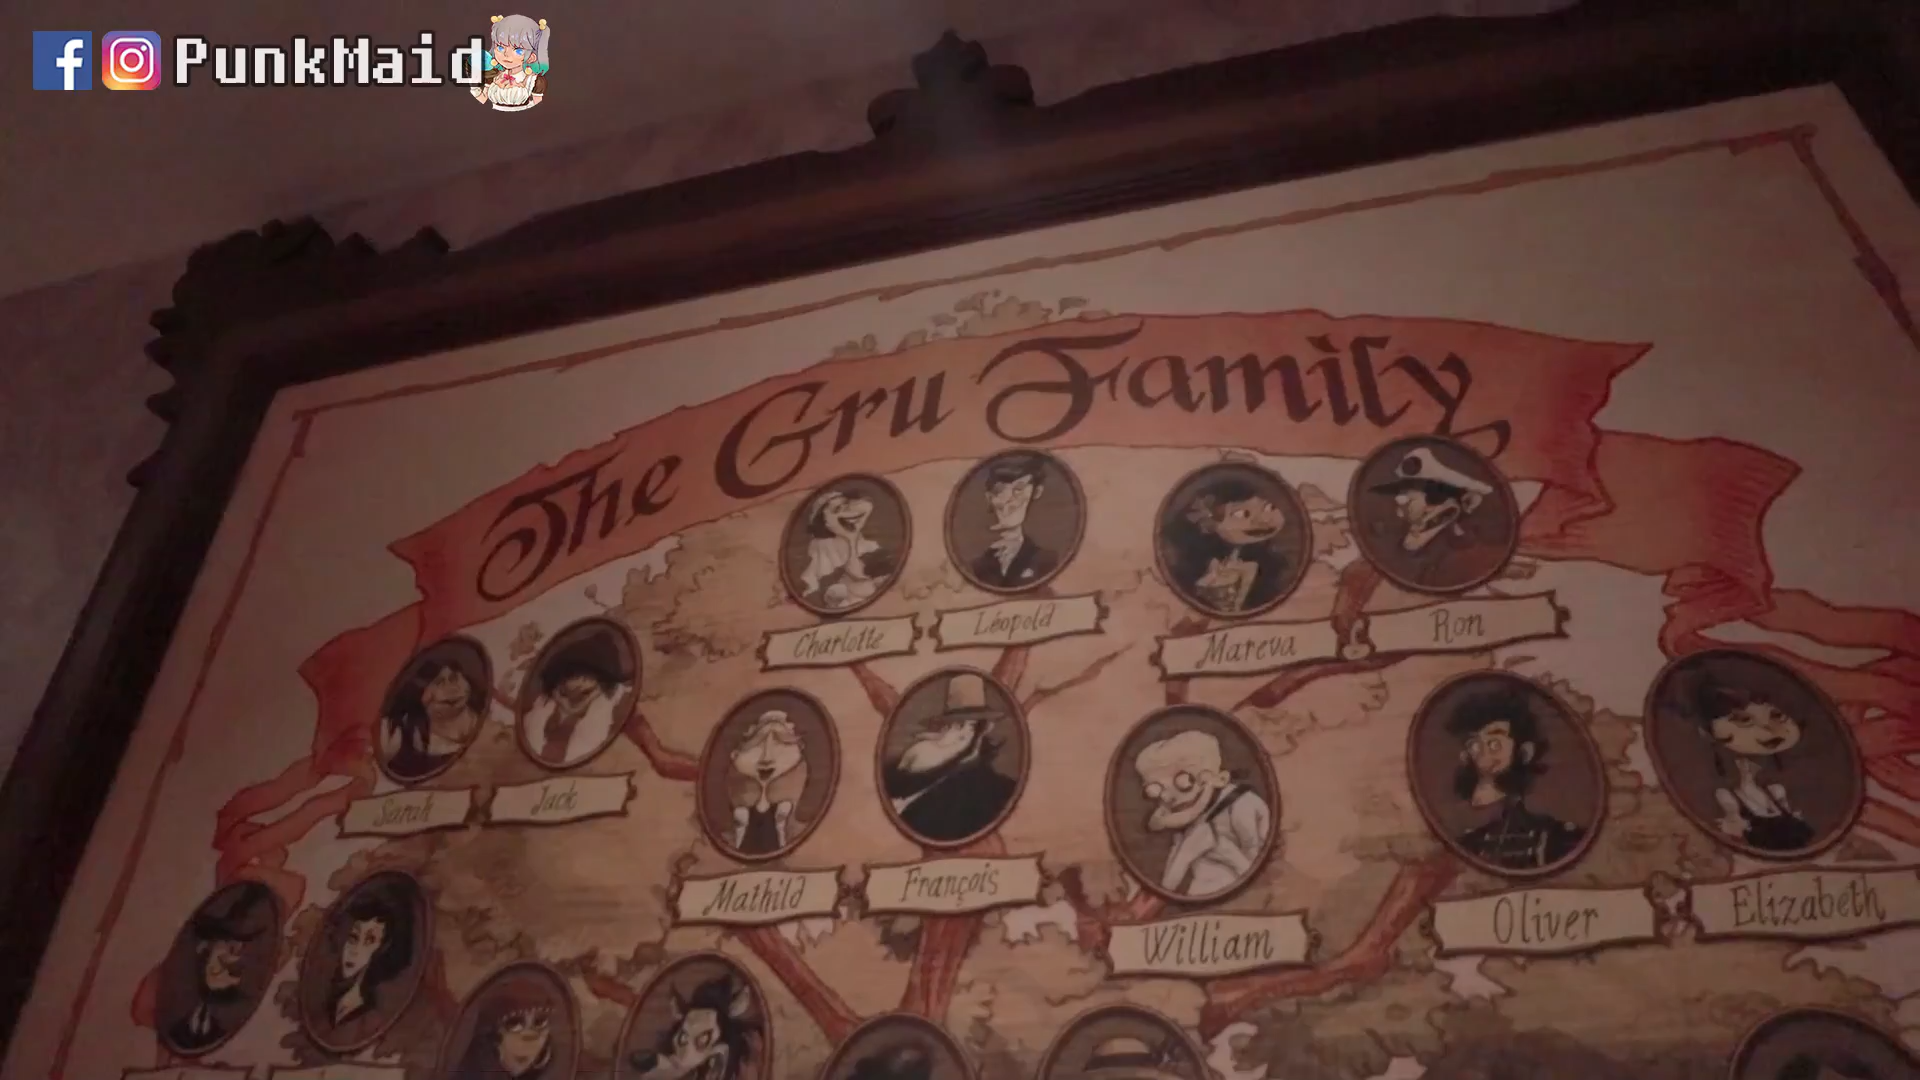 PunkMaid
The Gru Family
Charlotte
Léopold
Mareva
Ron
Sarah
Jack
Mathild
François
William
Oliver
Elizabeth